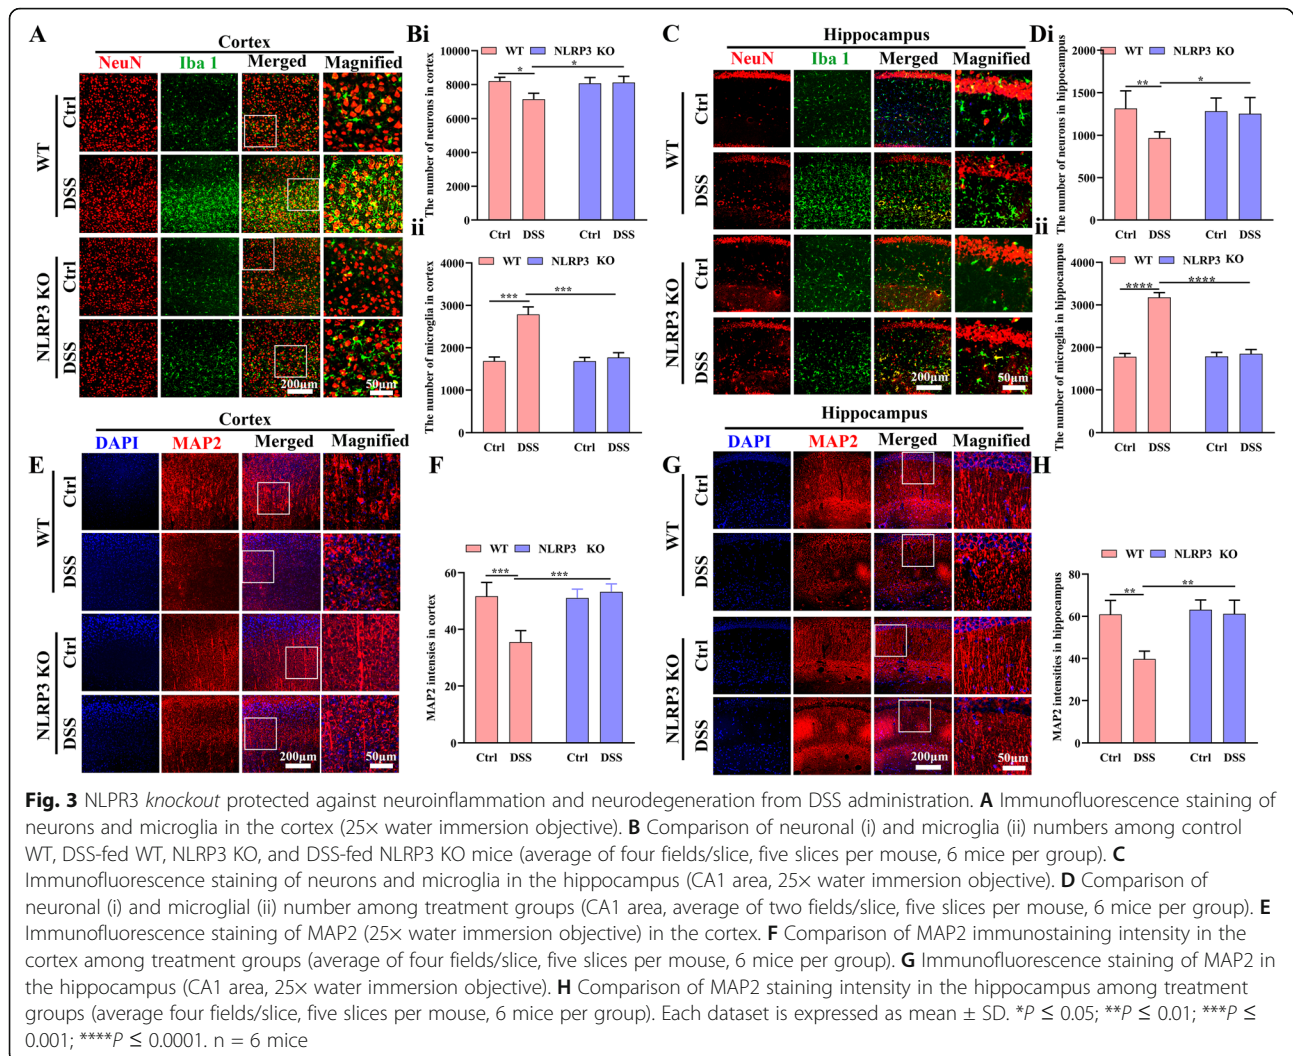 A
Cortex
NeuN Iba 1 Merged Magnified
WT
Ctrl
DSS
NLRP3 KO
Ctrl
DSS
200μm 50μm
Bi
WT NLRP3 KO
The number of neurons in cortex
10000
8000
6000
4000
2000
0
* *
Ctrl DSS Ctrl DSS
ii
WT NLRP3 KO
The number of microglia in cortex
4000
3000
2000
1000
0
*** ***
Ctrl DSS Ctrl DSS
C
Hippocampus
NeuN Iba 1 Merged Magnified
WT
Ctrl
DSS
NLRP3 KO
Ctrl
DSS
200μm 50μm
Di
WT NLRP3 KO
The number of neurons in hippocampus
2000
1500
1000
500
0
** *
Ctrl DSS Ctrl DSS
ii
WT NLRP3 KO
The number of microglia in hippocampus
4000
3000
2000
1000
0
**** ****
Ctrl DSS Ctrl DSS
E
Cortex
DAPI MAP2 Merged Magnified
WT
Ctrl
DSS
NLRP3 KO
Ctrl
DSS
200μm 50μm
F
WT NLRP3 KO
MAP2 intensies in cortex
60
40
20
0
*** ***
Ctrl DSS Ctrl DSS
G
Hippocampus
DAPI MAP2 Merged Magnified
WT
Ctrl
DSS
NLRP3 KO
Ctrl
DSS
200μm 50μm
H
WT NLRP3 KO
MAP2 intensities in hippocampus
80
60
40
20
0
** **
Ctrl DSS Ctrl DSS
Fig. 3 NLPR3 knockout protected against neuroinflammation and neurodegeneration from DSS administration. A Immunofluorescence staining of
neurons and microglia in the cortex (25× water immersion objective). B Comparison of neuronal (i) and microglia (ii) numbers among control
WT, DSS-fed WT, NLRP3 KO, and DSS-fed NLRP3 KO mice (average of four fields/slice, five slices per mouse, 6 mice per group). C
Immunofluorescence staining of neurons and microglia in the hippocampus (CA1 area, 25× water immersion objective). D Comparison of
neuronal (i) and microglial (ii) number among treatment groups (CA1 area, average of two fields/slice, five slices per mouse, 6 mice per group). E
Immunofluorescence staining of MAP2 (25× water immersion objective) in the cortex. F Comparison of MAP2 immunostaining intensity in the
cortex among treatment groups (average of four fields/slice, five slices per mouse, 6 mice per group). G Immunofluorescence staining of MAP2 in
the hippocampus (CA1 area, 25× water immersion objective). H Comparison of MAP2 staining intensity in the hippocampus among treatment
groups (average four fields/slice, five slices per mouse, 6 mice per group). Each dataset is expressed as mean ± SD. *P ≤ 0.05; **P ≤ 0.01; ***P ≤
0.001; ****P ≤ 0.0001. n = 6 mice